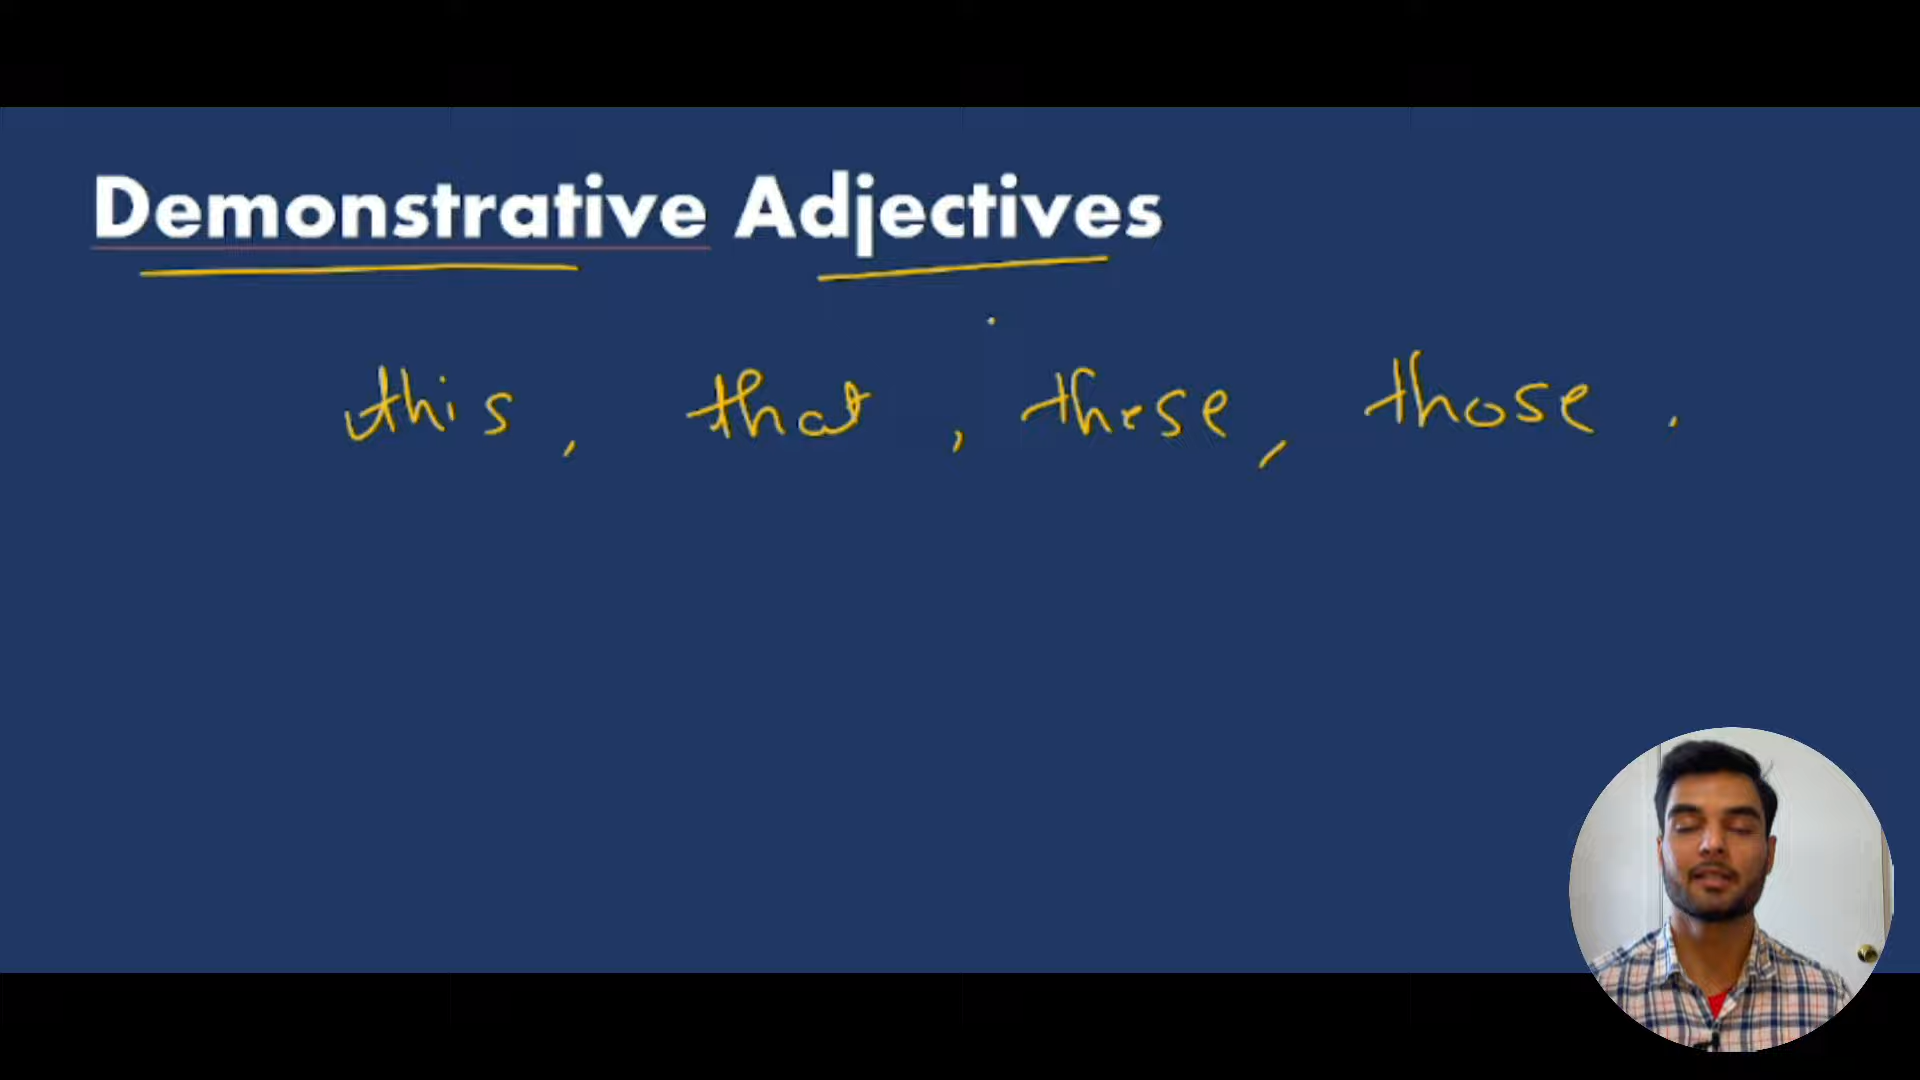 Demonstrative Adjectives
this, that, these, those.